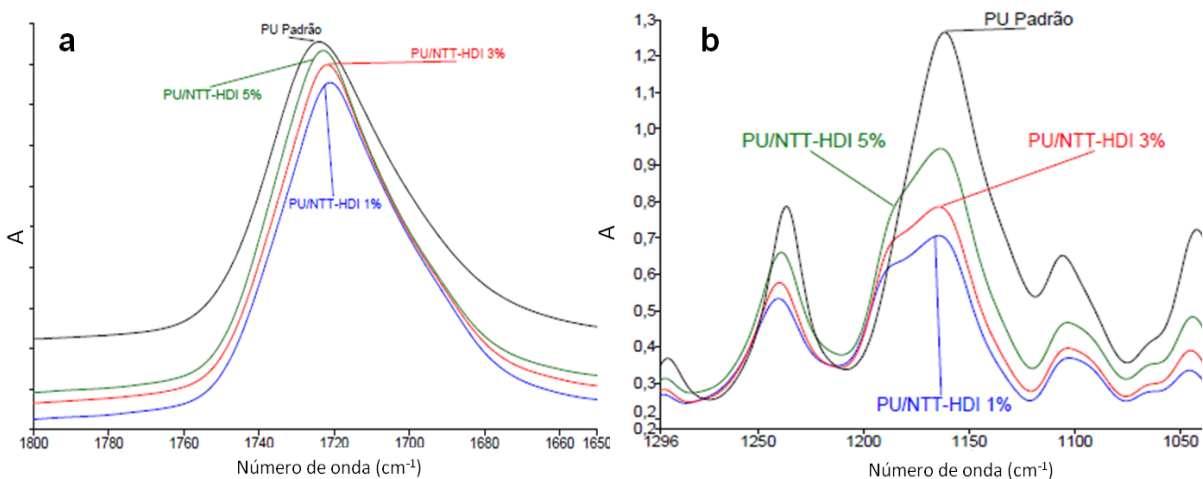 a
PU Padrão
PU/NTT-HDI 3%
PU/NTT-HDI 5%
PU/NTT-HDI 1%
A
1800 1780 1760 1740 1720 1700 1680 1660 1650
Número de onda (cm-1)
b
PU Padrão
PU/NTT-HDI 5%
PU/NTT-HDI 3%
PU/NTT-HDI 1%
A
1,3
1,2
1,1
1,0
0,9
0,8
0,7
0,6
0,5
0,4
0,3
0,2
1296 1250 1200 1150 1100 1050
Número de onda (cm-1)